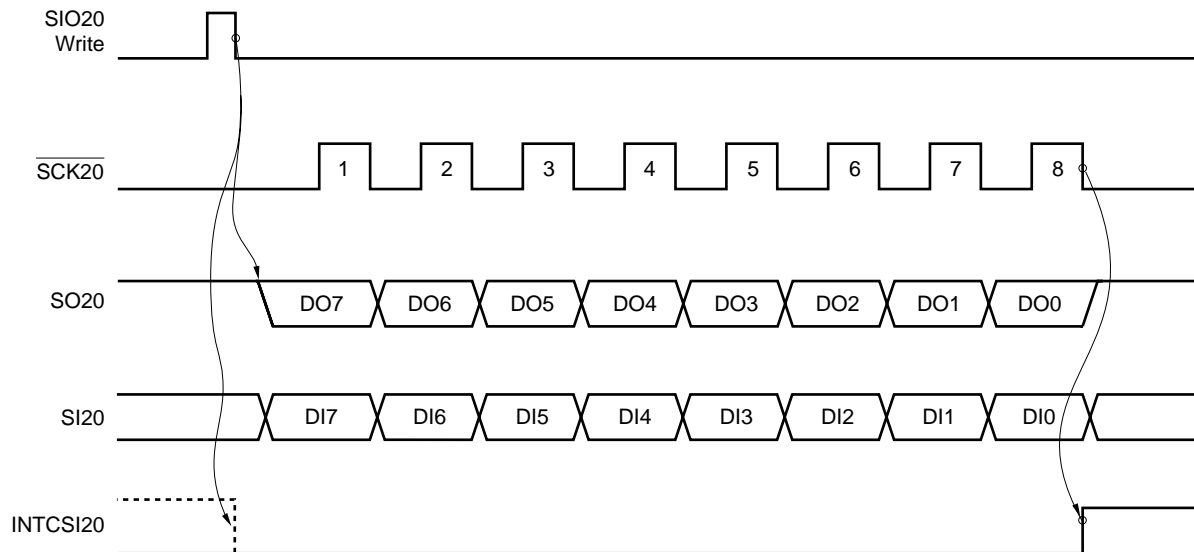 SIO20
Write
SCK20
1 2 3 4 5 6 7 8
SO20
DO7 DO6 DO5 DO4 DO3 DO2 DO1 DO0
SI20
DI7 DI6 DI5 DI4 DI3 DI2 DI1 DI0
INTCSI20